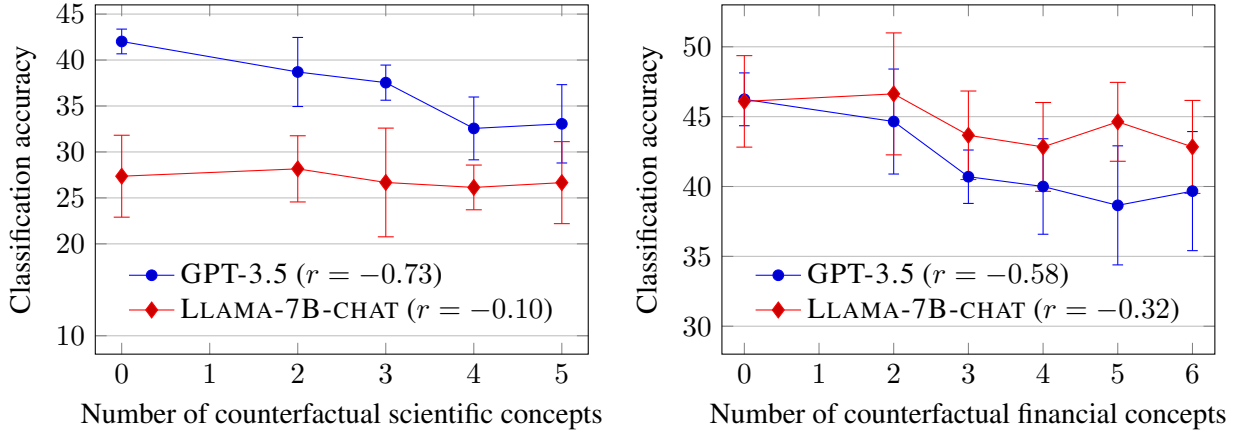 Classification accuracy
45
40
35
30
25
20
10
GPT-3.5 (r = −0.73)
LLAMA-7B-CHAT (r = −0.10)
0 1 2 3 4 5
Number of counterfactual scientific concepts
Classification accuracy
50
45
40
35
30
GPT-3.5 (r = −0.58)
LLAMA-7B-CHAT (r = −0.32)
0 1 2 3 4 5 6
Number of counterfactual financial concepts